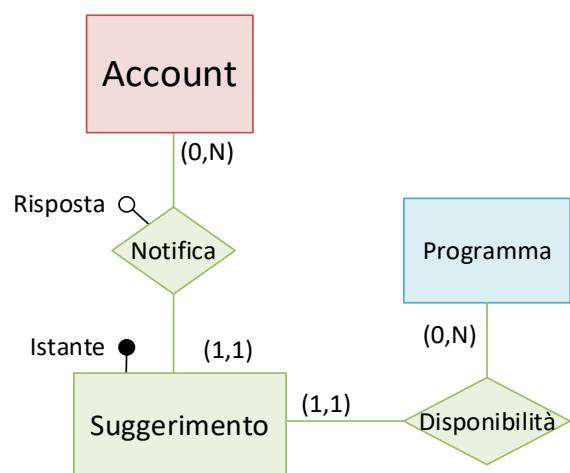 Account
(0,N)
Risposta
Notifica
Programma
(0,N)
Istante
(1,1)
(1,1)
Suggerimento
Disponibilità